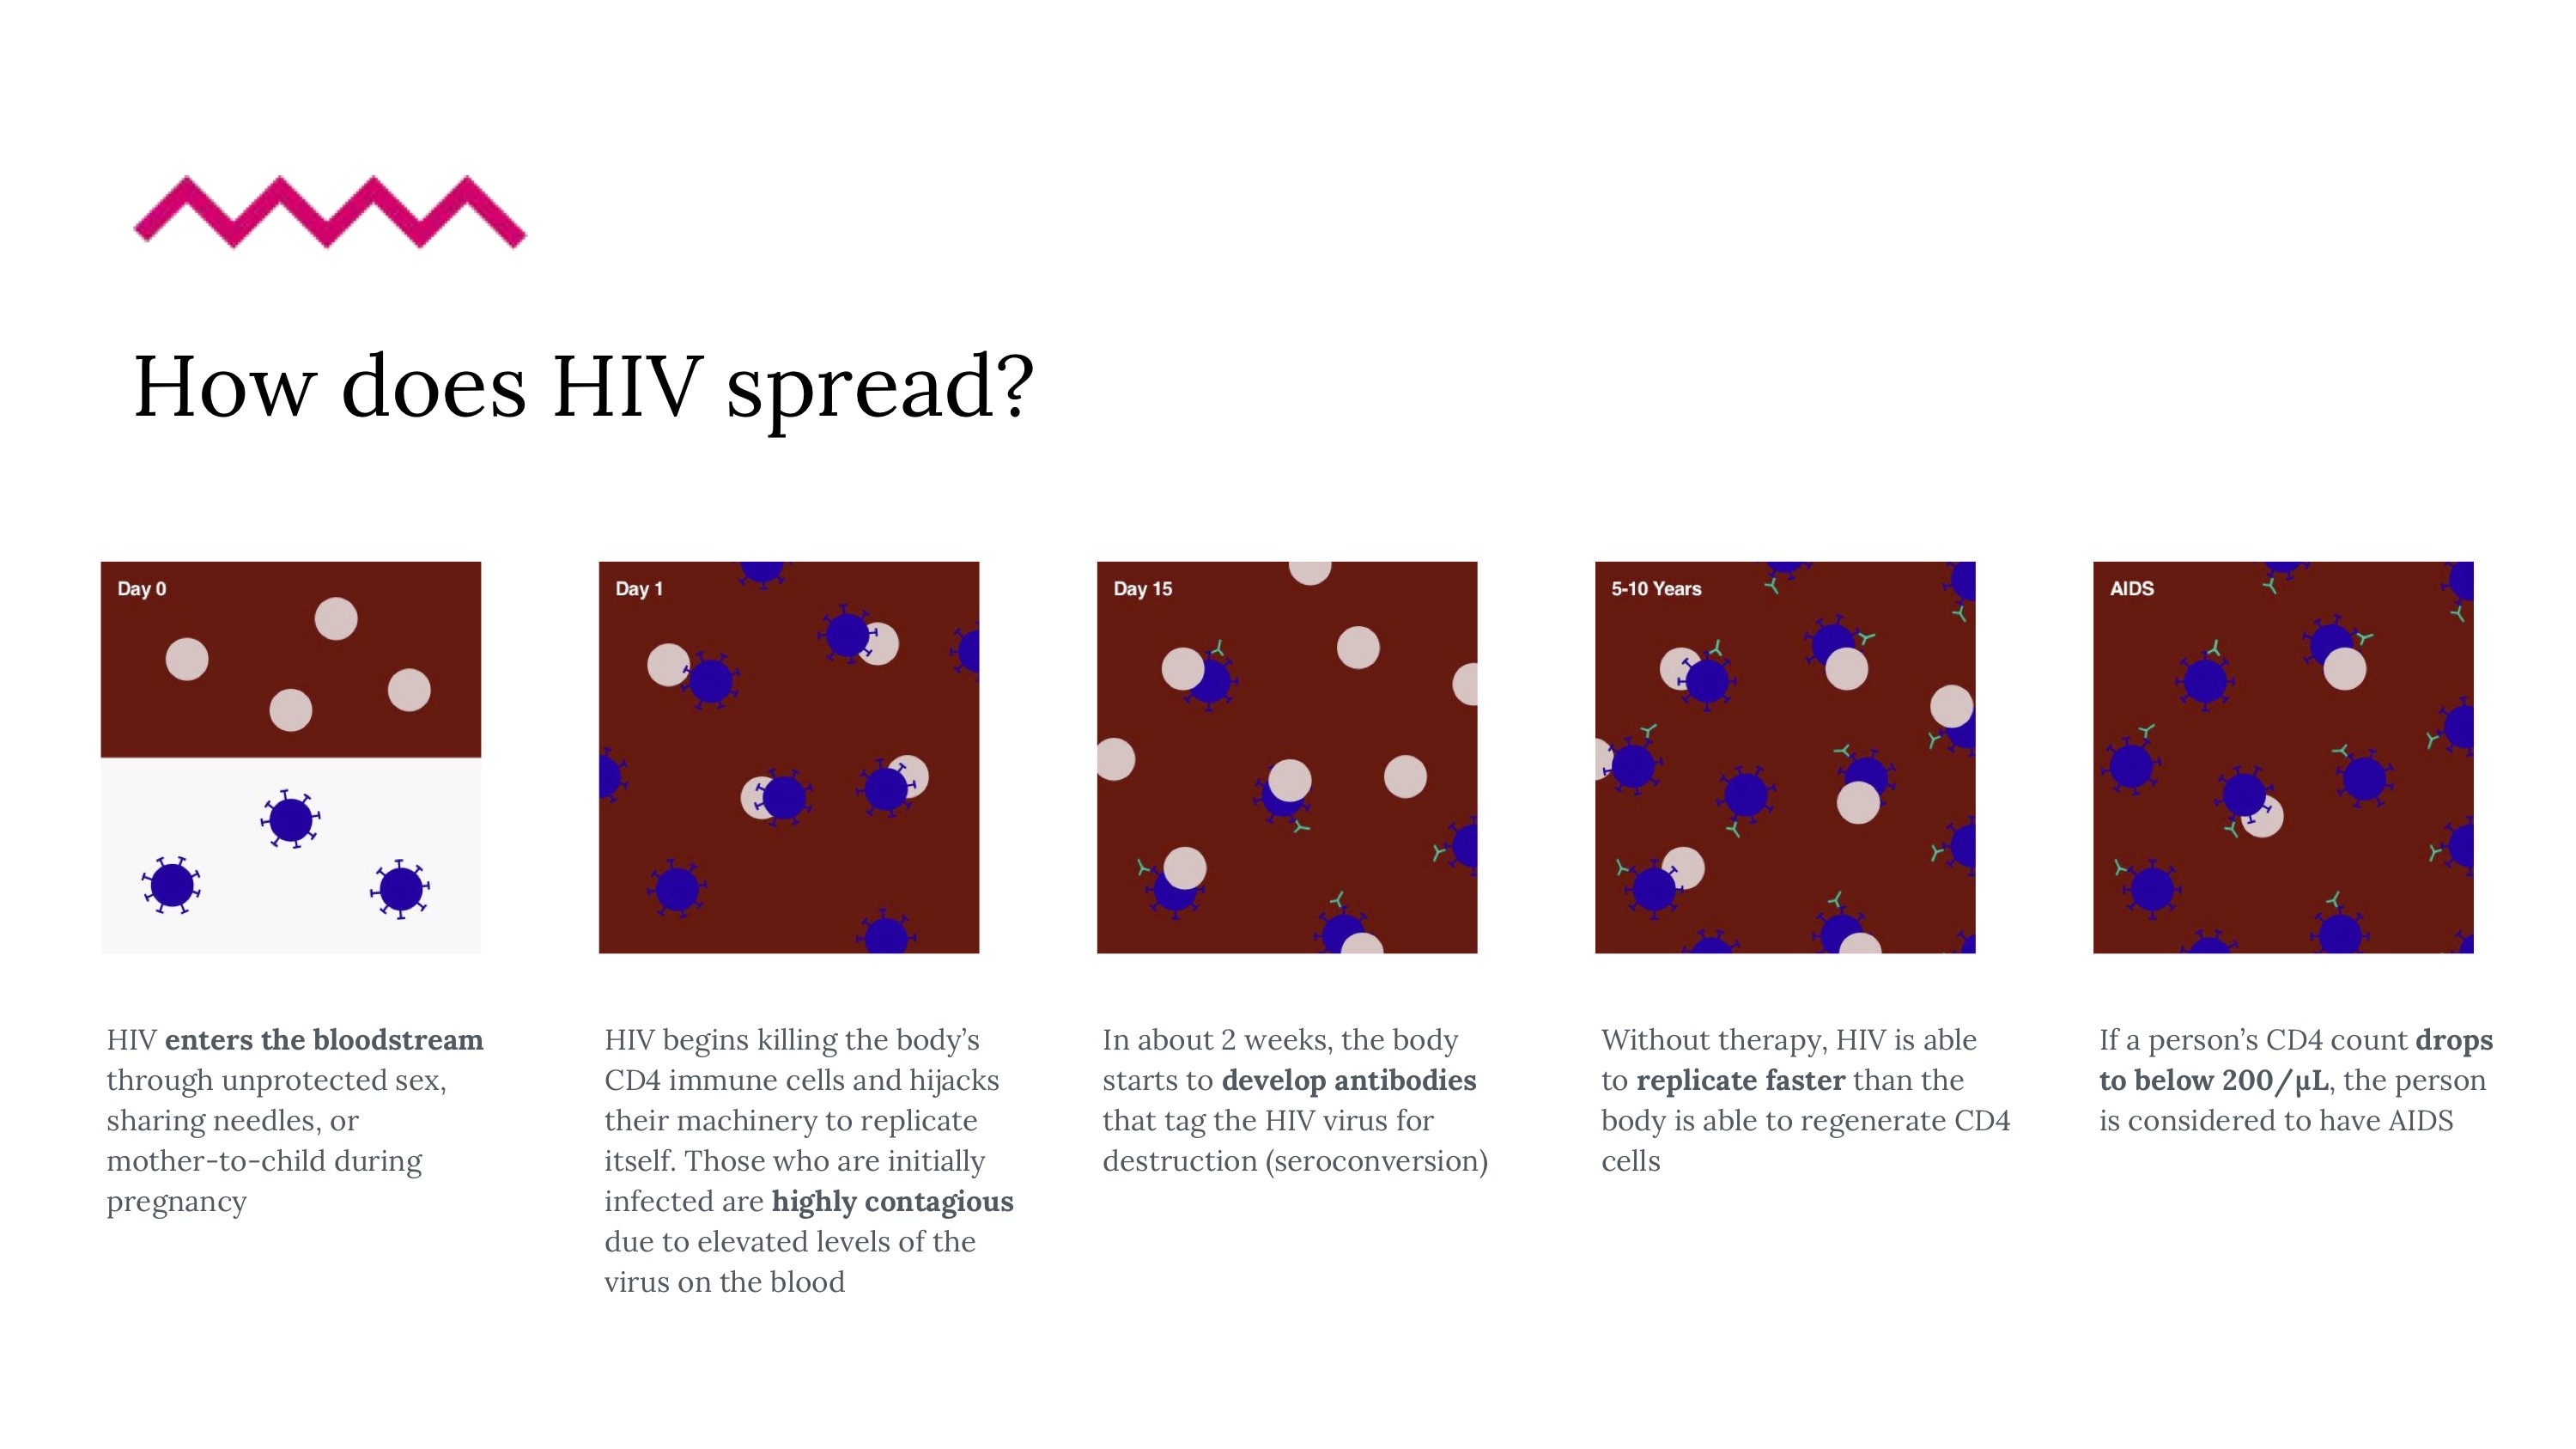 How does HIV spread?
Day 0
HIV enters the bloodstream
through unprotected sex,
sharing needles, or
mother-to-child during
pregnancy
Day 1
HIV begins killing the body’s
CD4 immune cells and hijacks
their machinery to replicate
itself. Those who are initially
infected are highly contagious
due to elevated levels of the
virus on the blood
Day 15
In about 2 weeks, the body
starts to develop antibodies
that tag the HIV virus for
destruction (seroconversion)
5-10 Years
Without therapy, HIV is able
to replicate faster than the
body is able to regenerate CD4
cells
AIDS
If a person’s CD4 count drops
to below 200/µL, the person
is considered to have AIDS